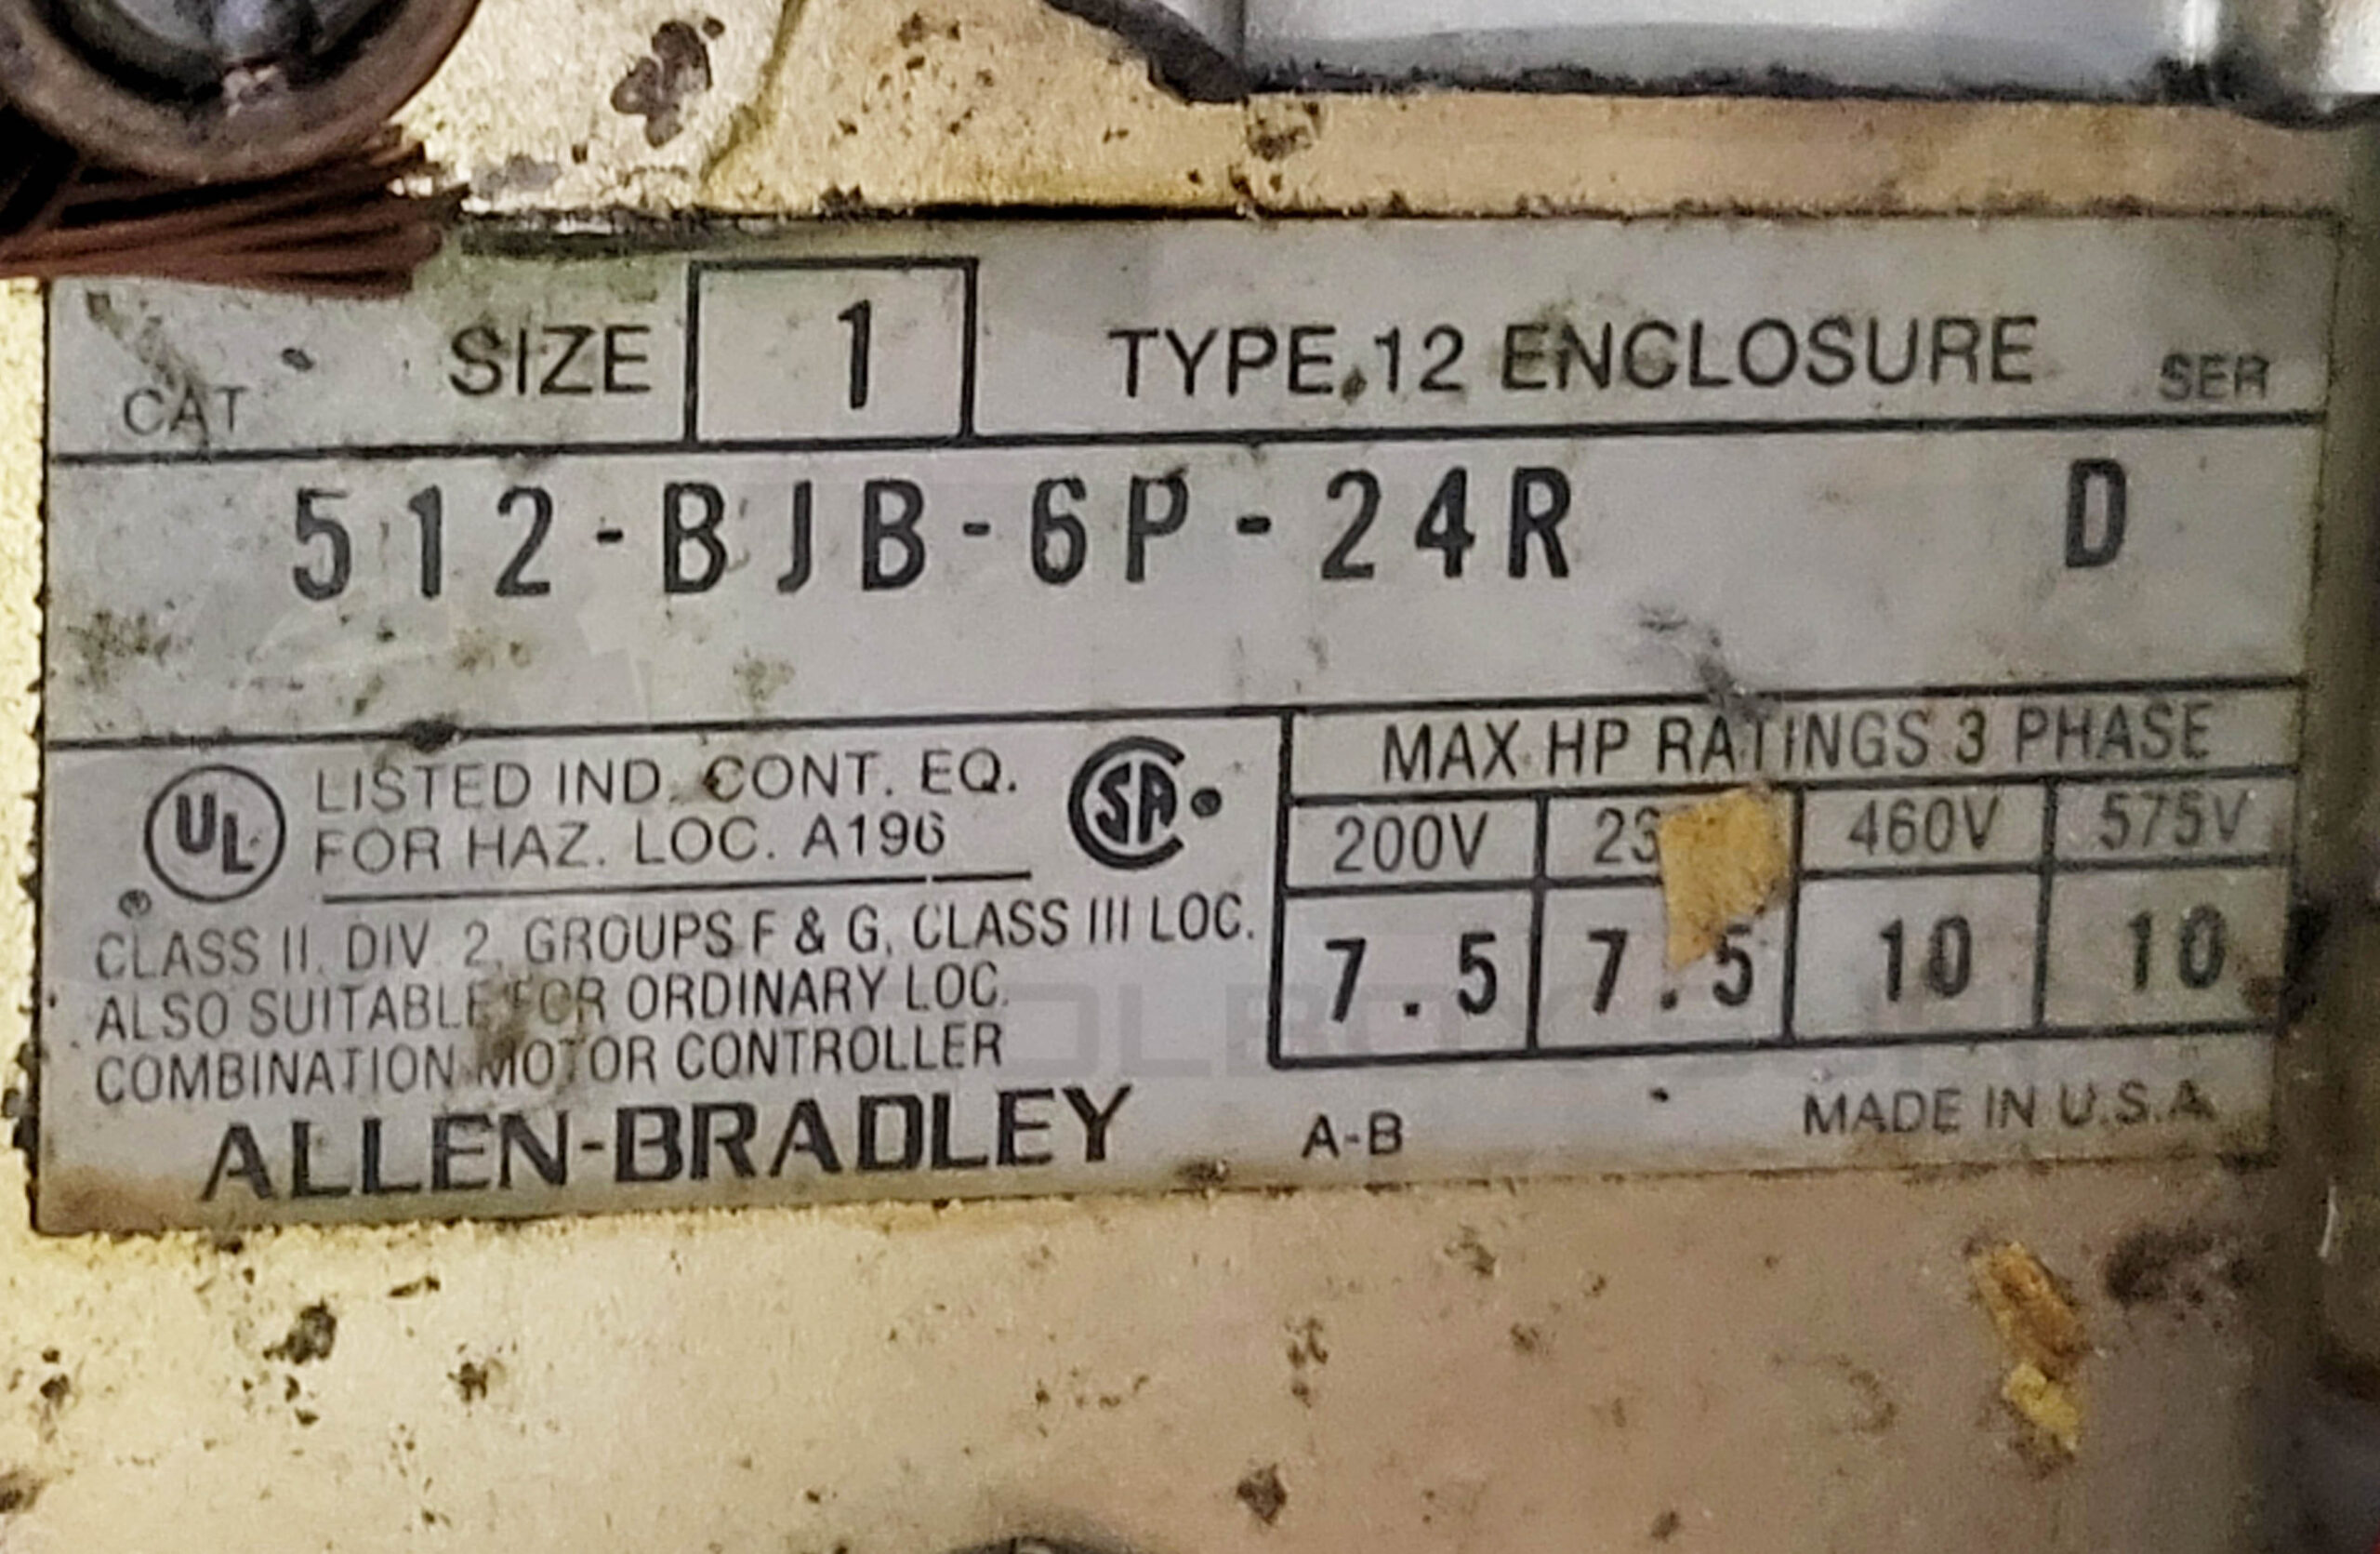 SIZE 1 TYPE 12 ENCLOSURE
CAT SER
512-BJB-6P-24R D
UL LISTED IND. CONT. EQ.
FOR HAZ. LOC. A196
®
SA
CLASS II, DIV. 2, GROUPS F & G, CLASS III LOC.
ALSO SUITABLE FOR ORDINARY LOC.
COMBINATION MOTOR CONTROLLER
ALLEN-BRADLEY
MAX HP RATINGS 3 PHASE
200V 460V 575V
7.5 7.5 10 10
A-B MADE IN U.S.A.